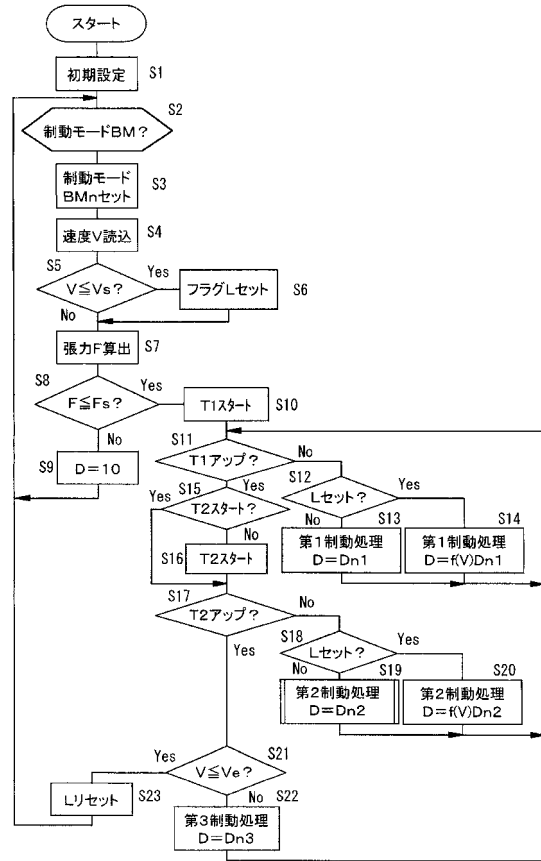 スタート
初期設定 S1
S2
制動モードBM?
制動モード
BMnセット
S3
速度V読込 S4
S5
V≦Vs?
Yes
No
フラグLセット S6
張力F算出 S7
S8
F≦Fs?
Yes
No
T1スタート S10
S9
D=10
S11
T1アップ?
No
Yes
S12
Lセット?
Yes
No
S13
第1制動処理
D=Dn1
S14
第1制動処理
D=f(V)Dn1
S15
T2スタート?
Yes
No
S16
T2スタート
S17
T2アップ?
No
Yes
S18
Lセット?
Yes
No
S19
第2制動処理
D=Dn2
S20
第2制動処理
D=f(V)Dn2
S21
V≦Ve?
Yes
No
S22
第3制動処理
D=Dn3
Lリセット S23